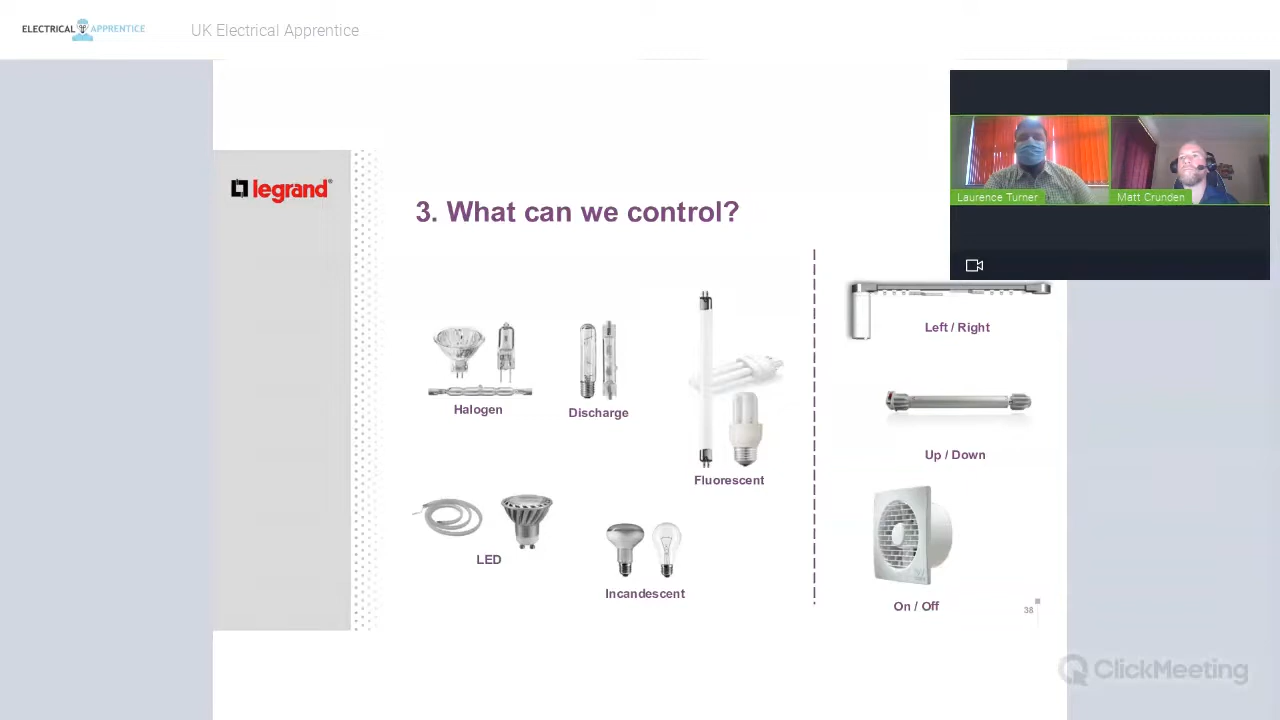 ELECTRICAL APPRENTICE
UK Electrical Apprentice
legrand®
3. What can we control?
Laurence Turner
Matt Crunden
Left / Right
Halogen
Discharge
Up / Down
Fluorescent
LED
Incandescent
On / Off
38
ClickMeeting